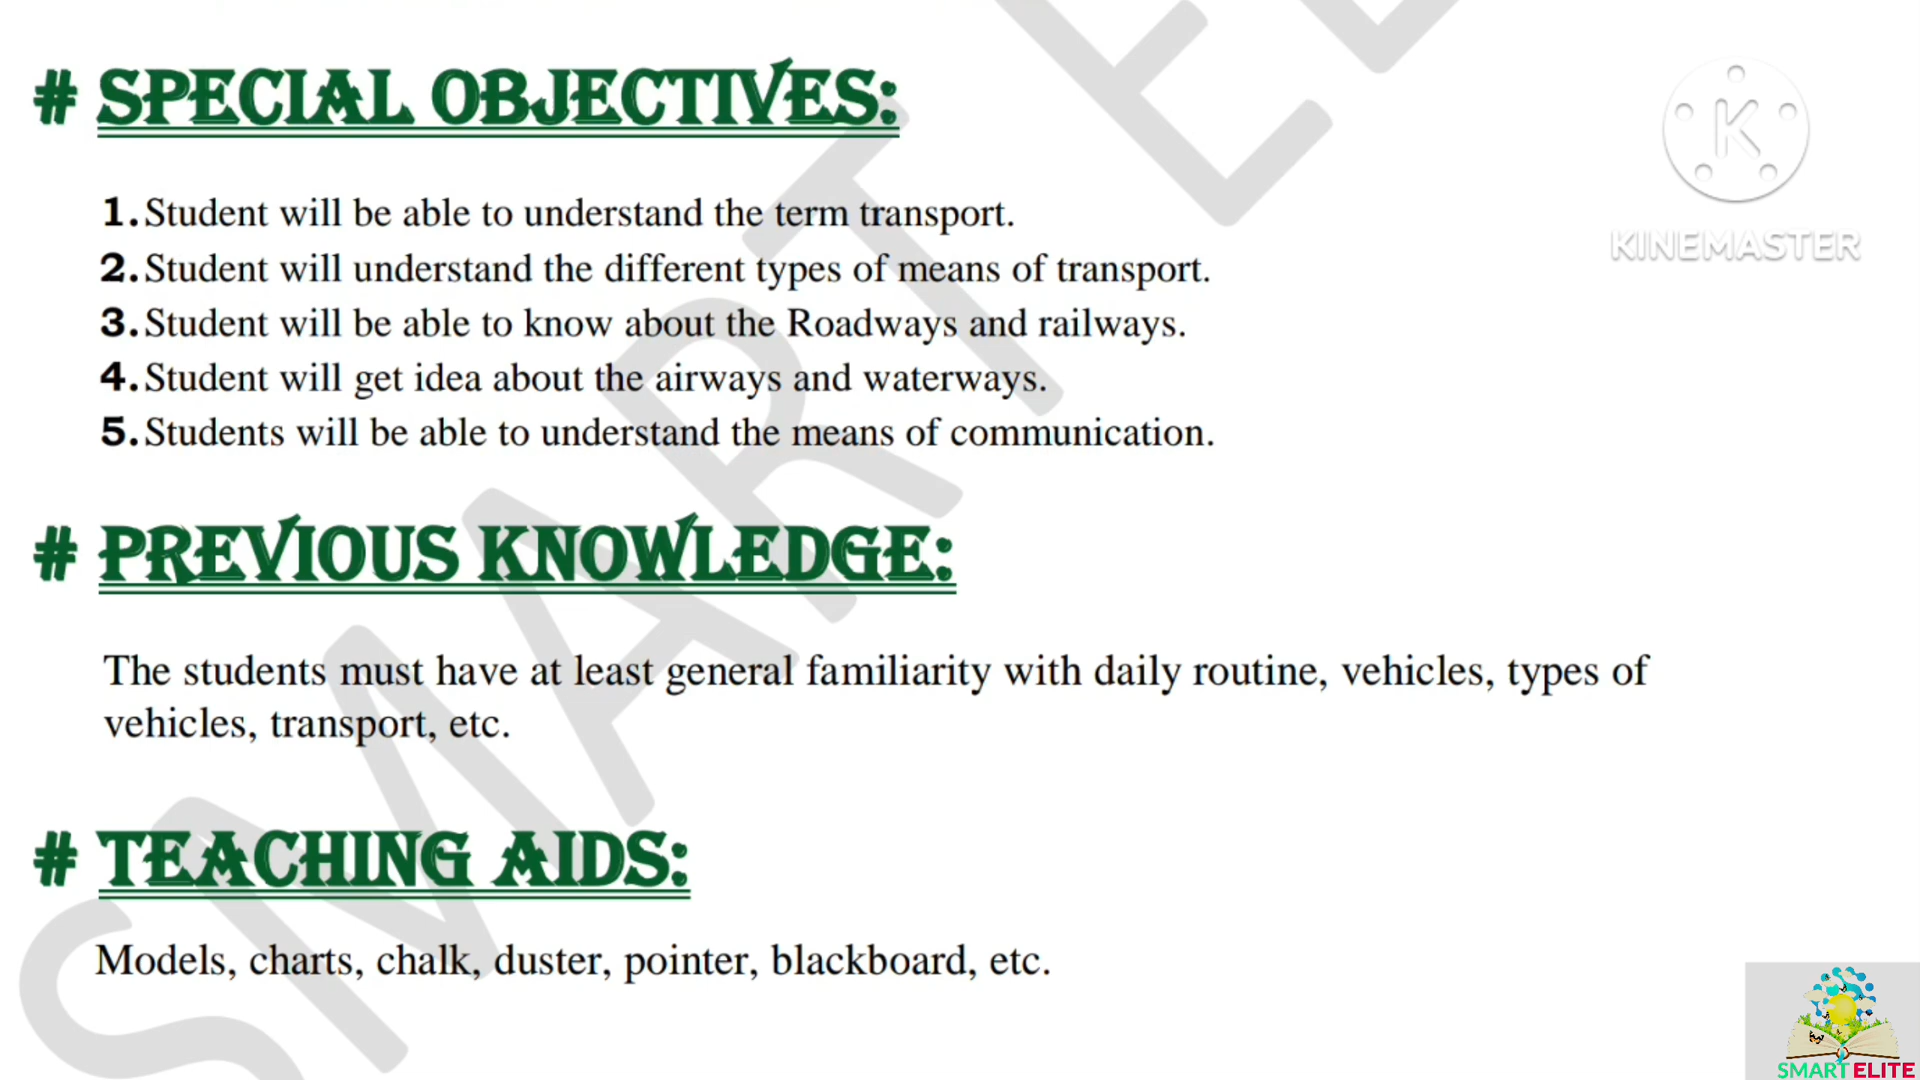 # SPECIAL OBJECTIVES:
KINEMASTER
1. Student will be able to understand the term transport.
2. Student will understand the different types of means of transport.
3. Student will be able to know about the Roadways and railways.
4. Student will get idea about the airways and waterways.
5. Students will be able to understand the means of communication.
# PREVIOUS KNOWLEDGE:
The students must have at least general familiarity with daily routine, vehicles, types of
vehicles, transport, etc.
# TEACHING AIDS:
Models, charts, chalk, duster, pointer, blackboard, etc.
SMART EL
SMART ELITE